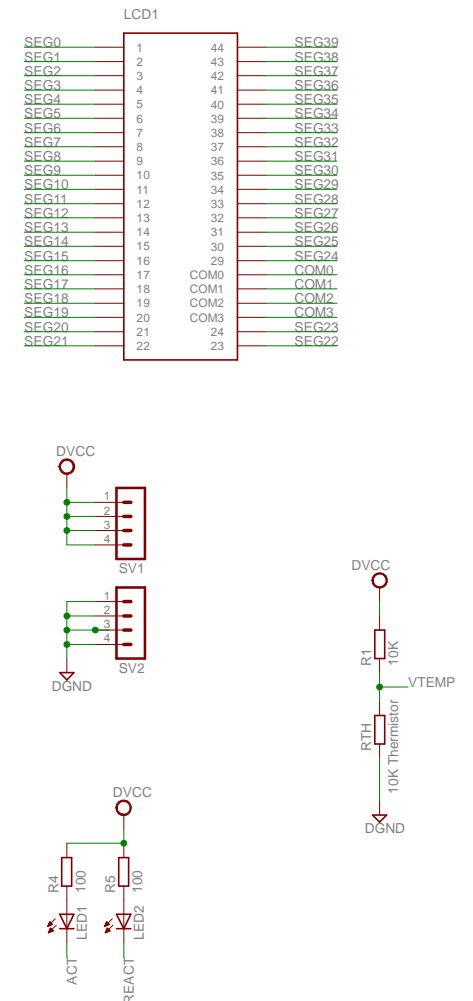 LCD1
SEG0 1 44 SEG39
SEG1 2 43 SEG38
SEG2 3 42 SEG37
SEG3 4 41 SEG36
SEG4 5 40 SEG35
SEG5 6 39 SEG34
SEG6 7 38 SEG33
SEG7 8 37 SEG32
SEG8 9 36 SEG31
SEG9 10 35 SEG30
SEG10 11 34 SEG29
SEG11 12 33 SEG28
SEG12 13 32 SEG27
SEG13 14 31 SEG26
SEG14 15 30 SEG25
SEG15 16 29 SEG24
SEG16 17 COM0 COM0
SEG17 18 COM1 COM1
SEG18 19 COM2 COM2
SEG19 20 COM3 COM3
SEG20 21 24 SEG23
SEG21 22 23 SEG22
DVCC
1
2
3
4
SV1
1
2
3
4
SV2
DGND
DVCC
R1
10K
VTEMP
RTH
10K Thermistor
DGND
DVCC
R4
100
R5
100
LED1
LED2
ACT
REACT